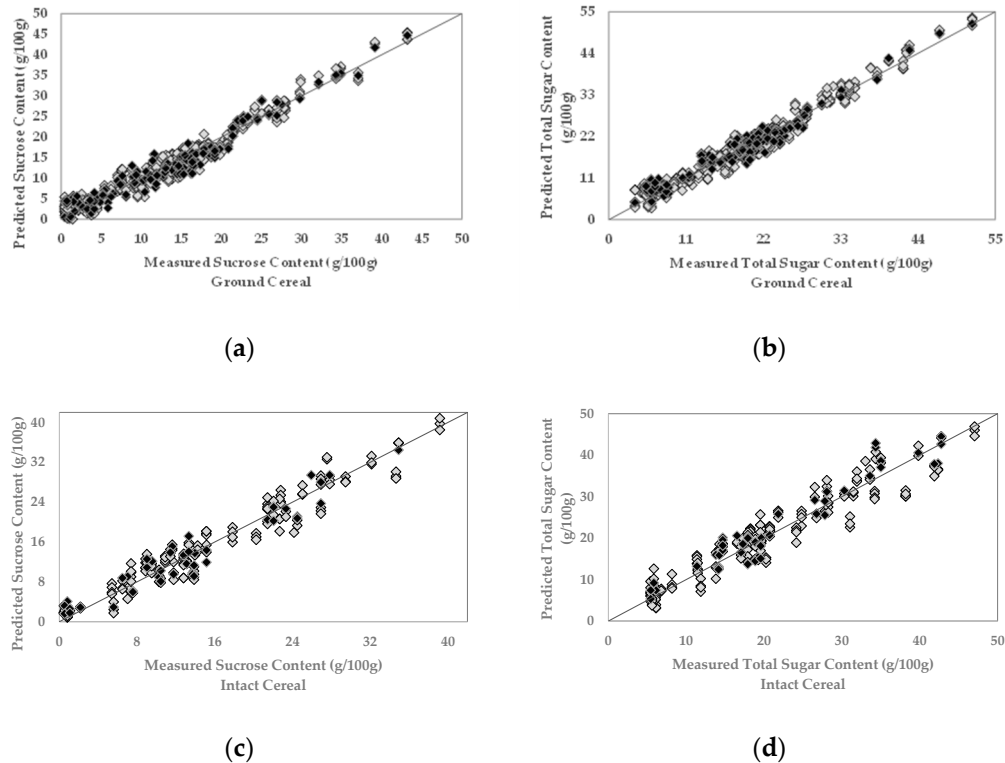 Predicted Sucrose Content (g/100g)
50
45
40
35
30
25
20
15
10
5
0
0 5 10 15 20 25 30 35 40 45 50
Measured Sucrose Content (g/100g)
Ground Cereal
(a)
Predicted Total Sugar Content
(g/100g)
55
44
33
22
11
0
0 11 22 33 44 55
Measured Total Sugar Content (g/100g)
Ground Cereal
(b)
Predicted Sucrose Content (g/100g)
40
32
24
16
8
0
0 8 16 24 32 40
Measured Sucrose Content (g/100g)
Intact Cereal
(c)
Predicted Total Sugar Content
(g/100g)
50
40
30
20
10
0
0 10 20 30 40 50
Measured Total Sugar Content (g/100g)
Intact Cereal
(d)